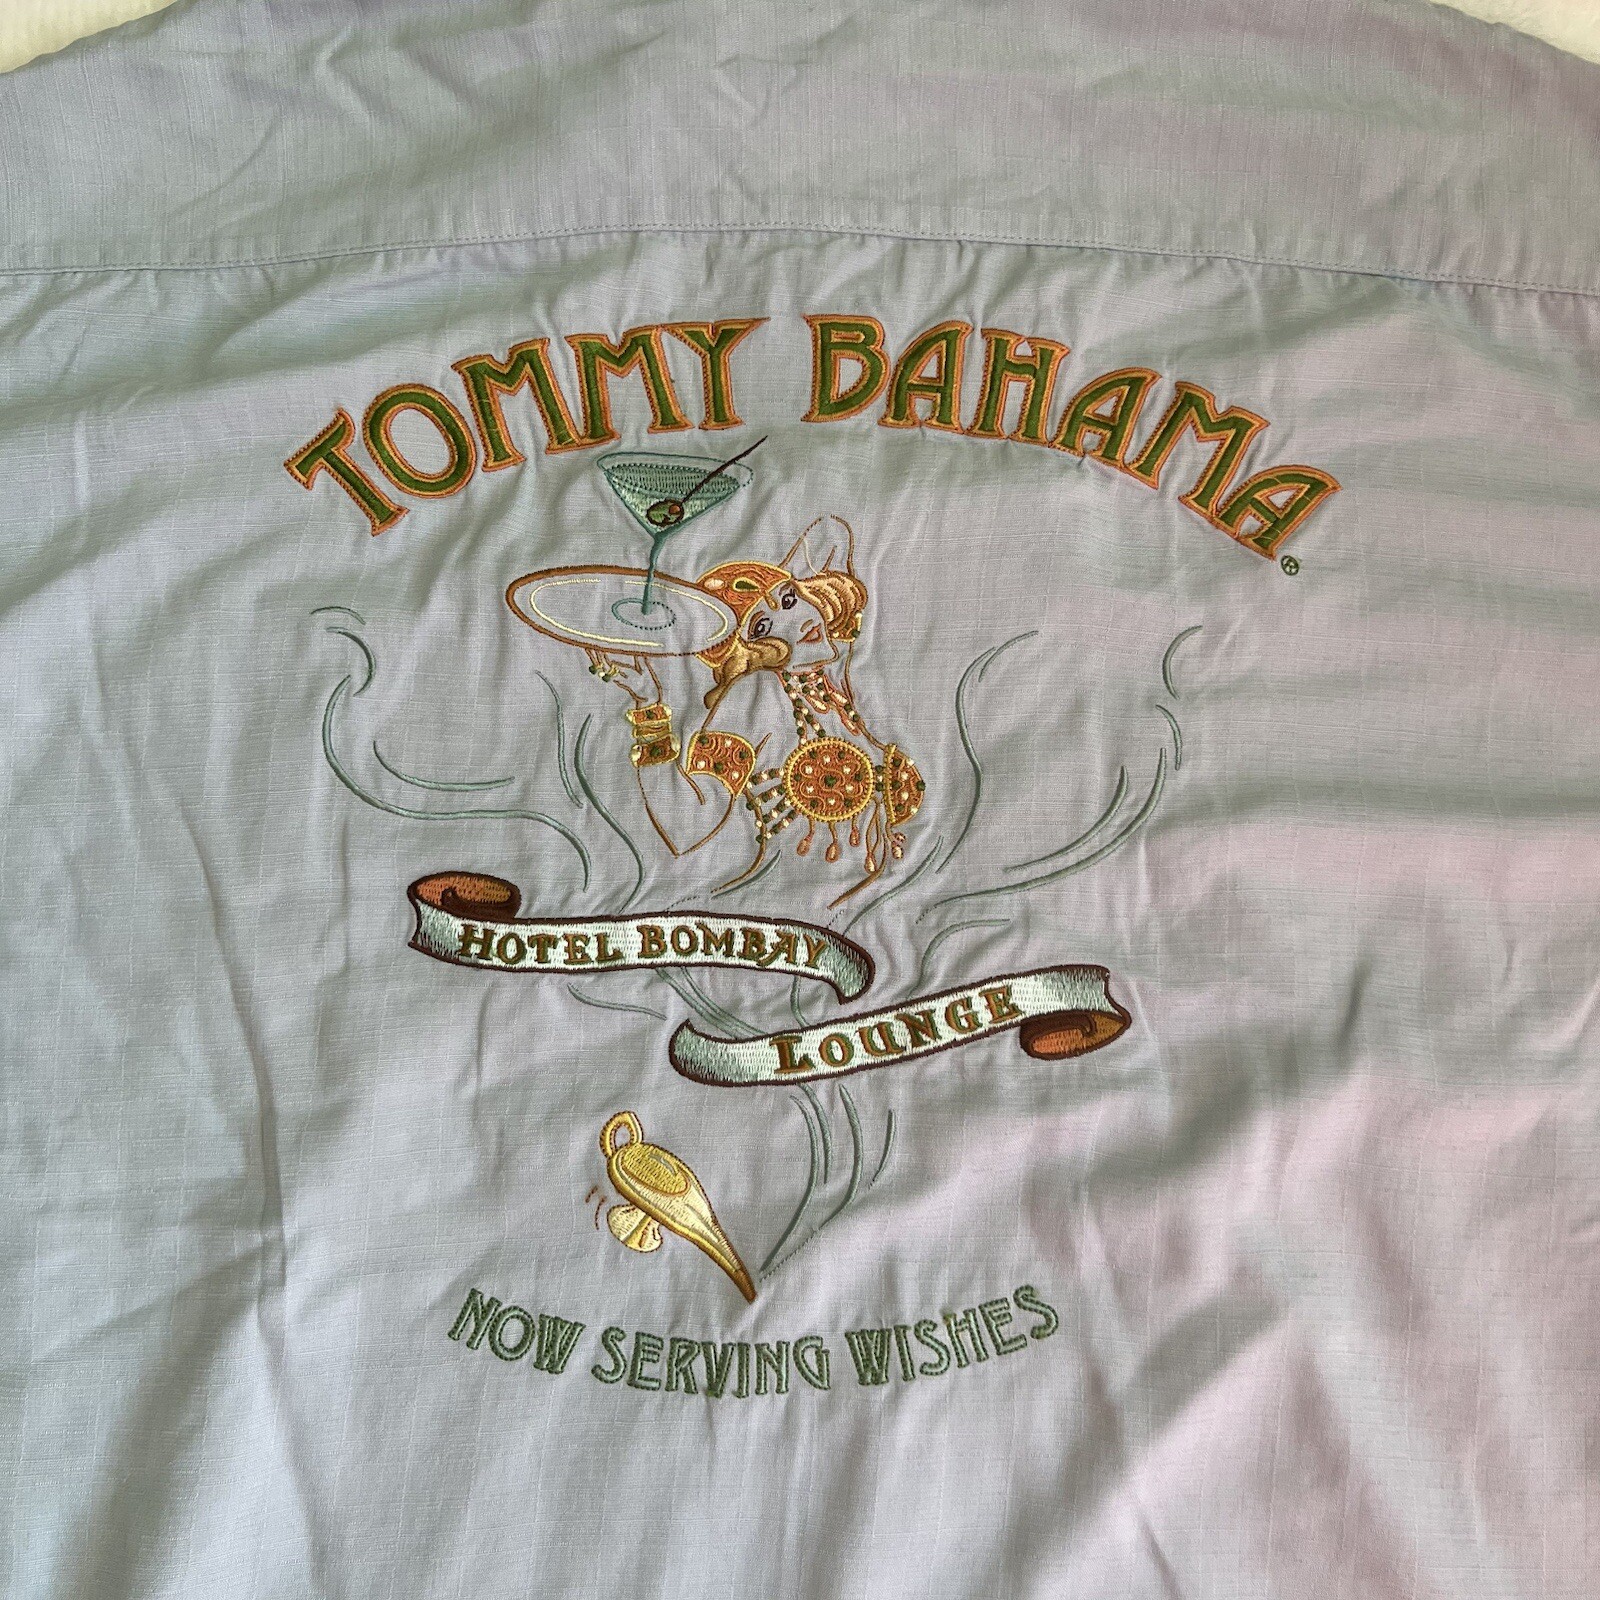 TOMMY BAHAMA®
HOTEL BOMBAY
LOUNGE
NOW SERVING WISHES